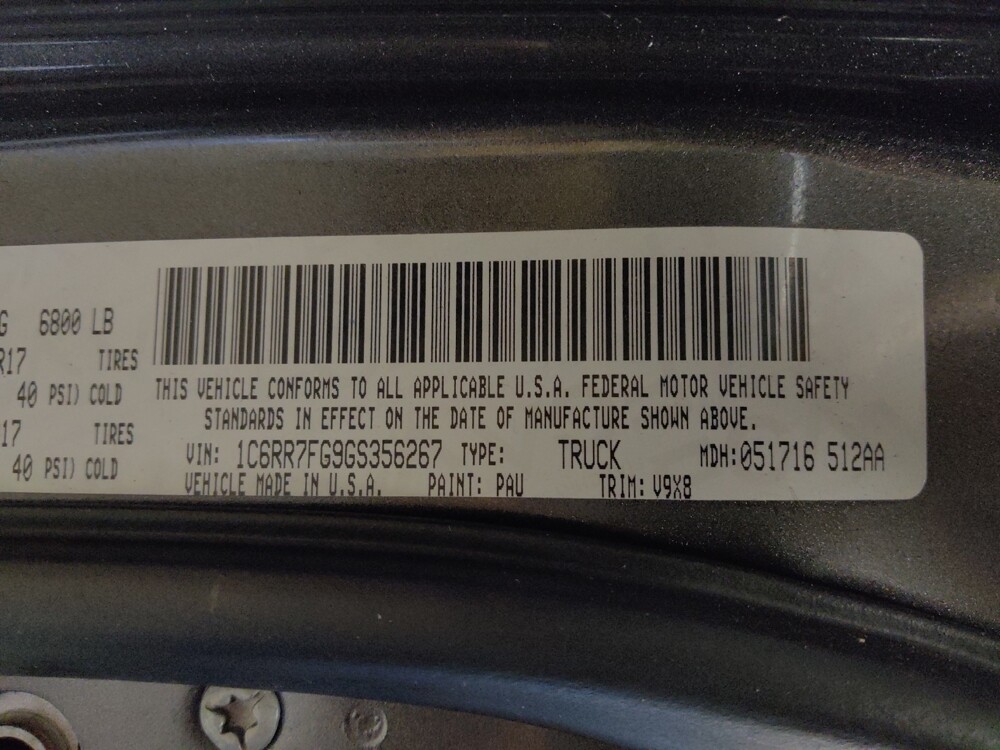 G 6800 LB
R17 TIRES
40 PSI) COLD
17 TIRES
40 PSI) COLD
THIS VEHICLE CONFORMS TO ALL APPLICABLE U.S.A. FEDERAL MOTOR VEHICLE SAFETY
STANDARDS IN EFFECT ON THE DATE OF MANUFACTURE SHOWN ABOVE.
VIN: 1C6RR7FG9GS356267 TYPE: TRUCK MDH:051716 512AA
VEHICLE MADE IN U.S.A. PAINT: PAU TRIM: V9X8